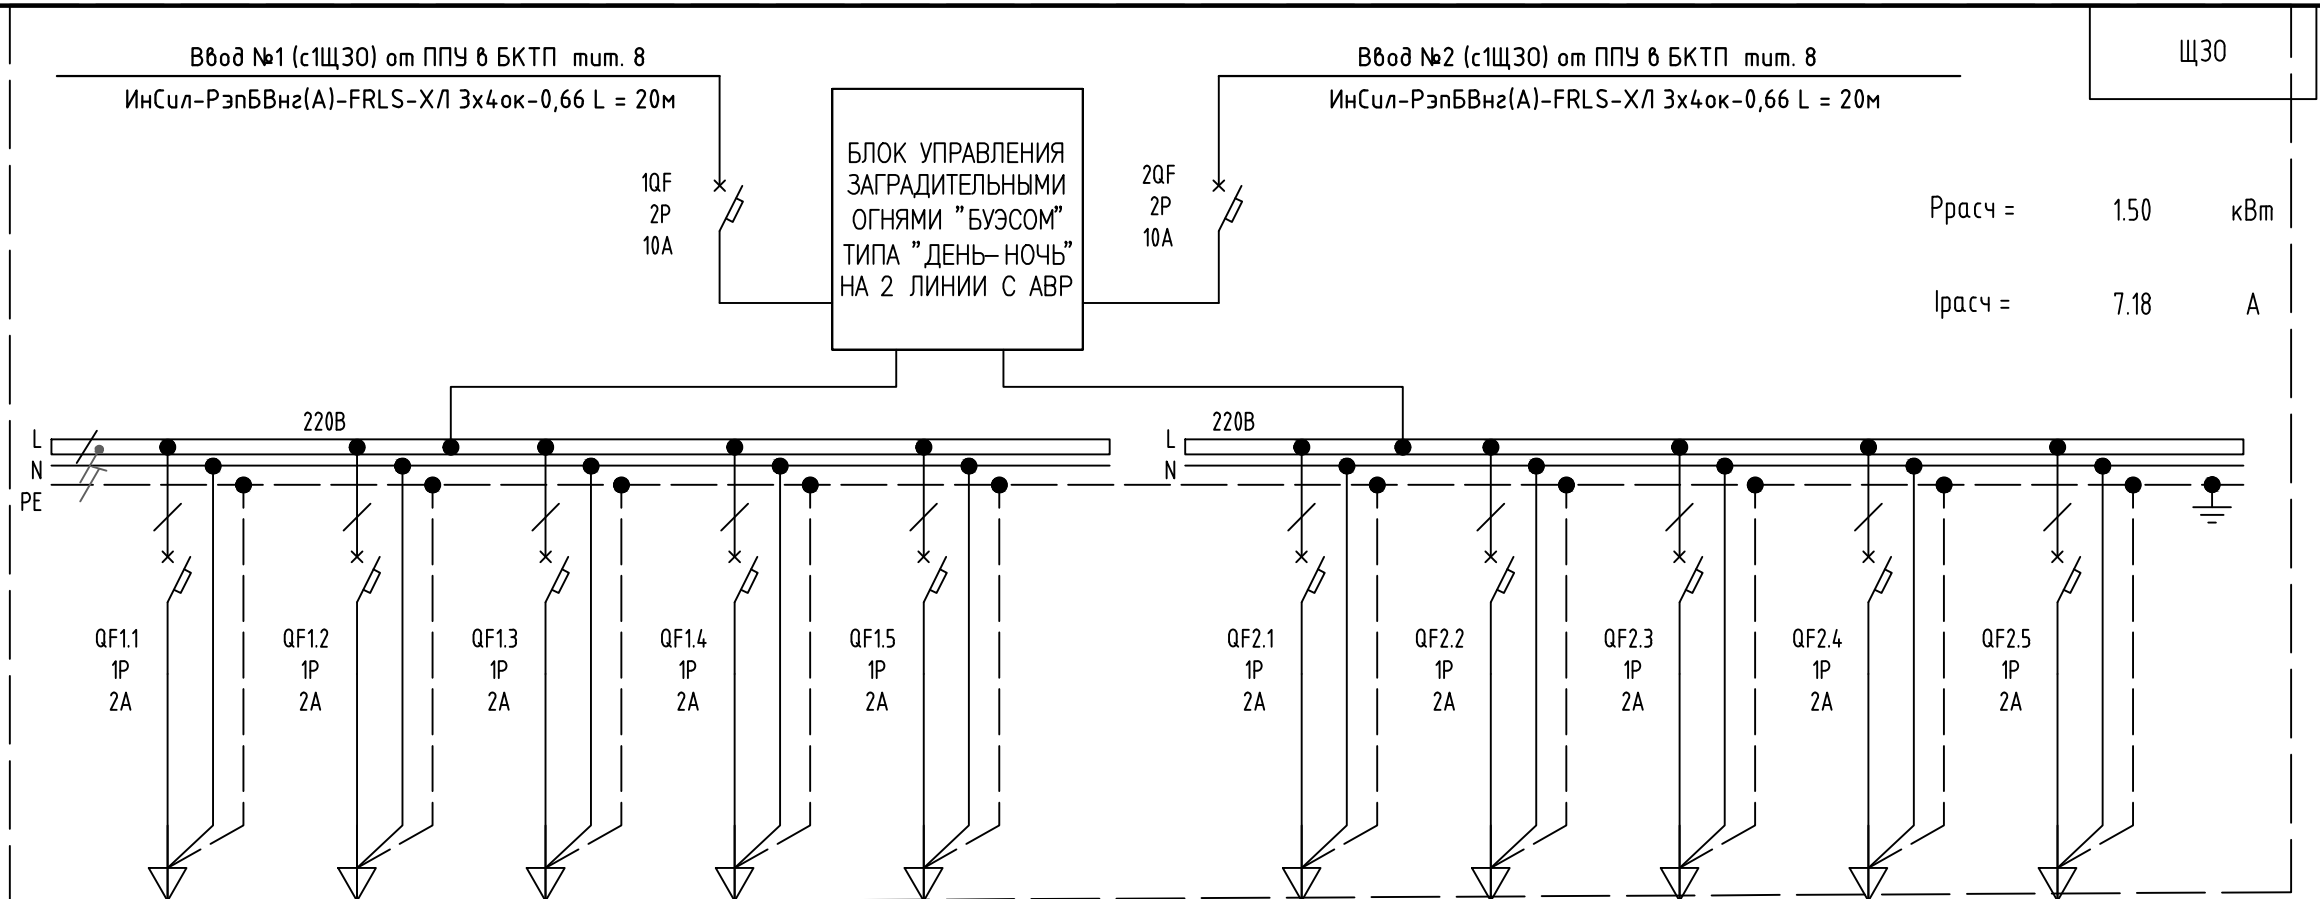 Ввод №1 (с1ЩЗО) от ППУ в БКТП тит. 8
ИнСил-РэпБВнг(А)-FRLS-ХЛ 3х4ок-0,66 L = 20м
Ввод №2 (с1ЩЗО) от ППУ в БКТП тит. 8
ИнСил-РэпБВнг(А)-FRLS-ХЛ 3х4ок-0,66 L = 20м
ЩЗО
1QF
2P
10A
БЛОК УПРАВЛЕНИЯ
ЗАГРАДИТЕЛЬНЫМИ
ОГНЯМИ "БУЭСОМ"
ТИПА "ДЕНЬ–НОЧЬ"
НА 2 ЛИНИИ С АВР
2QF
2P
10A
Pрасч = 1.50 кВт
Iрасч = 7.18 А
220В
L
N
PE
220В
L
N
QF1.1
1P
2A
QF1.2
1P
2A
QF1.3
1P
2A
QF1.4
1P
2A
QF1.5
1P
2A
QF2.1
1P
2A
QF2.2
1P
2A
QF2.3
1P
2A
QF2.4
1P
2A
QF2.5
1P
2A